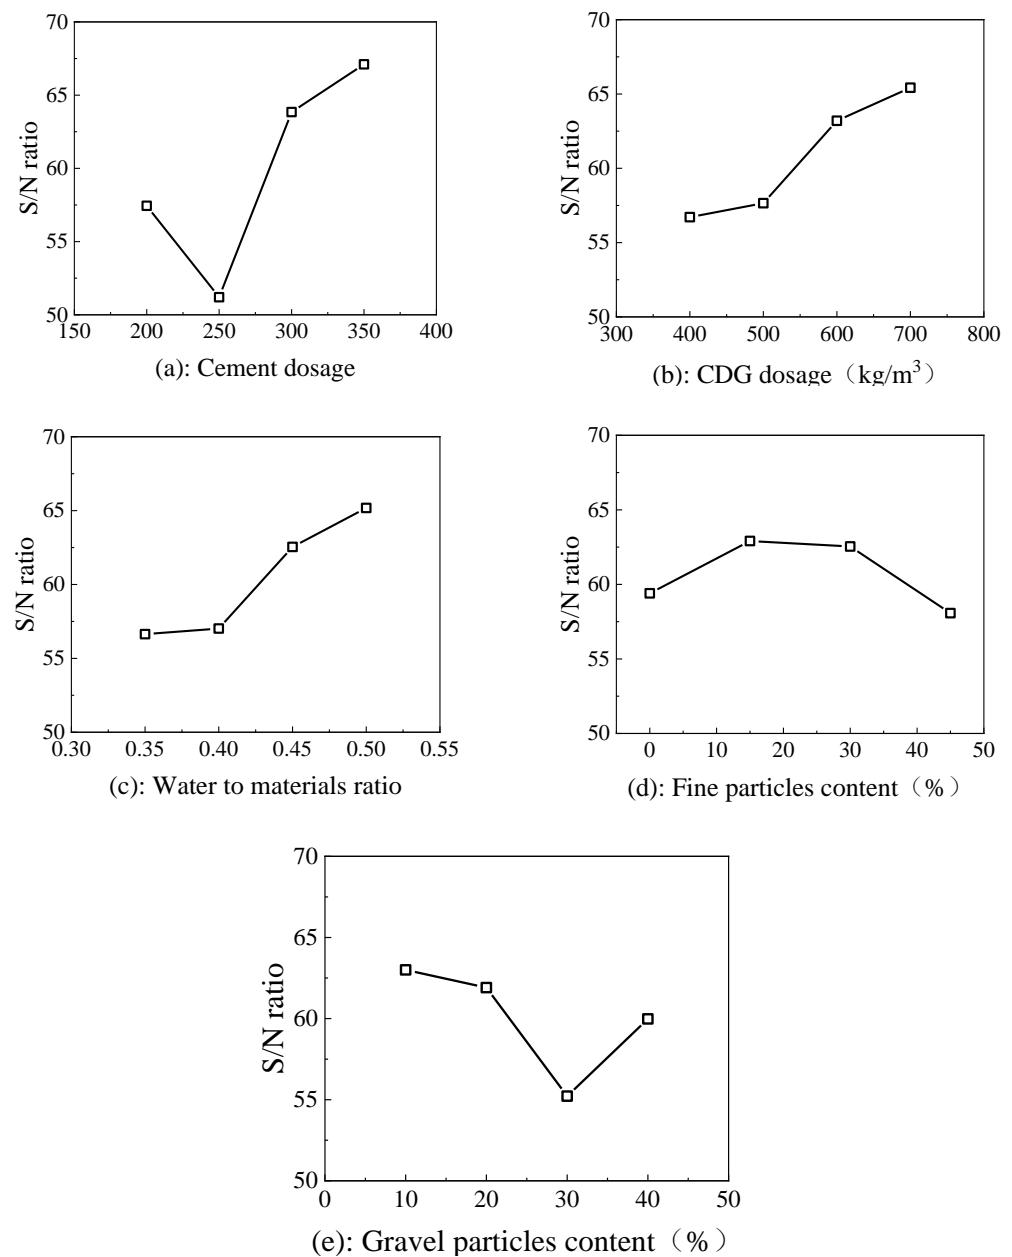 70
65
60
55
50
S/N ratio
150 200 250 300 350 400
(a): Cement dosage
70
65
60
55
50
S/N ratio
300 400 500 600 700 800
(b): CDG dosage（kg/m³）
70
65
60
55
50
S/N ratio
0.30 0.35 0.40 0.45 0.50 0.55
(c): Water to materials ratio
70
65
60
55
50
S/N ratio
0 10 20 30 40 50
(d): Fine particles content（%）
70
65
60
55
50
S/N ratio
0 10 20 30 40 50
(e): Gravel particles content（%）